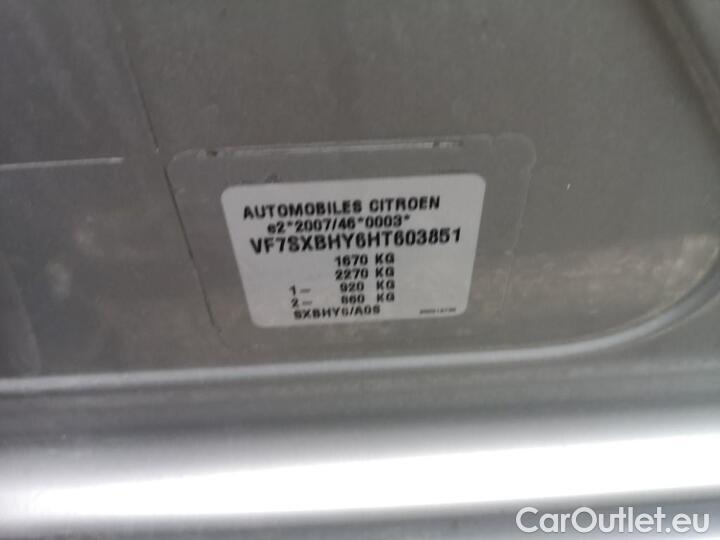 AUTOMOBILES CITROEN
e2*2007/46*0003*
VF7SXBHY6HT603851
1670 KG
2270 KG
1- 920 KG
2- 860 KG
SXBHY6/A0S
CarOutlet.eu